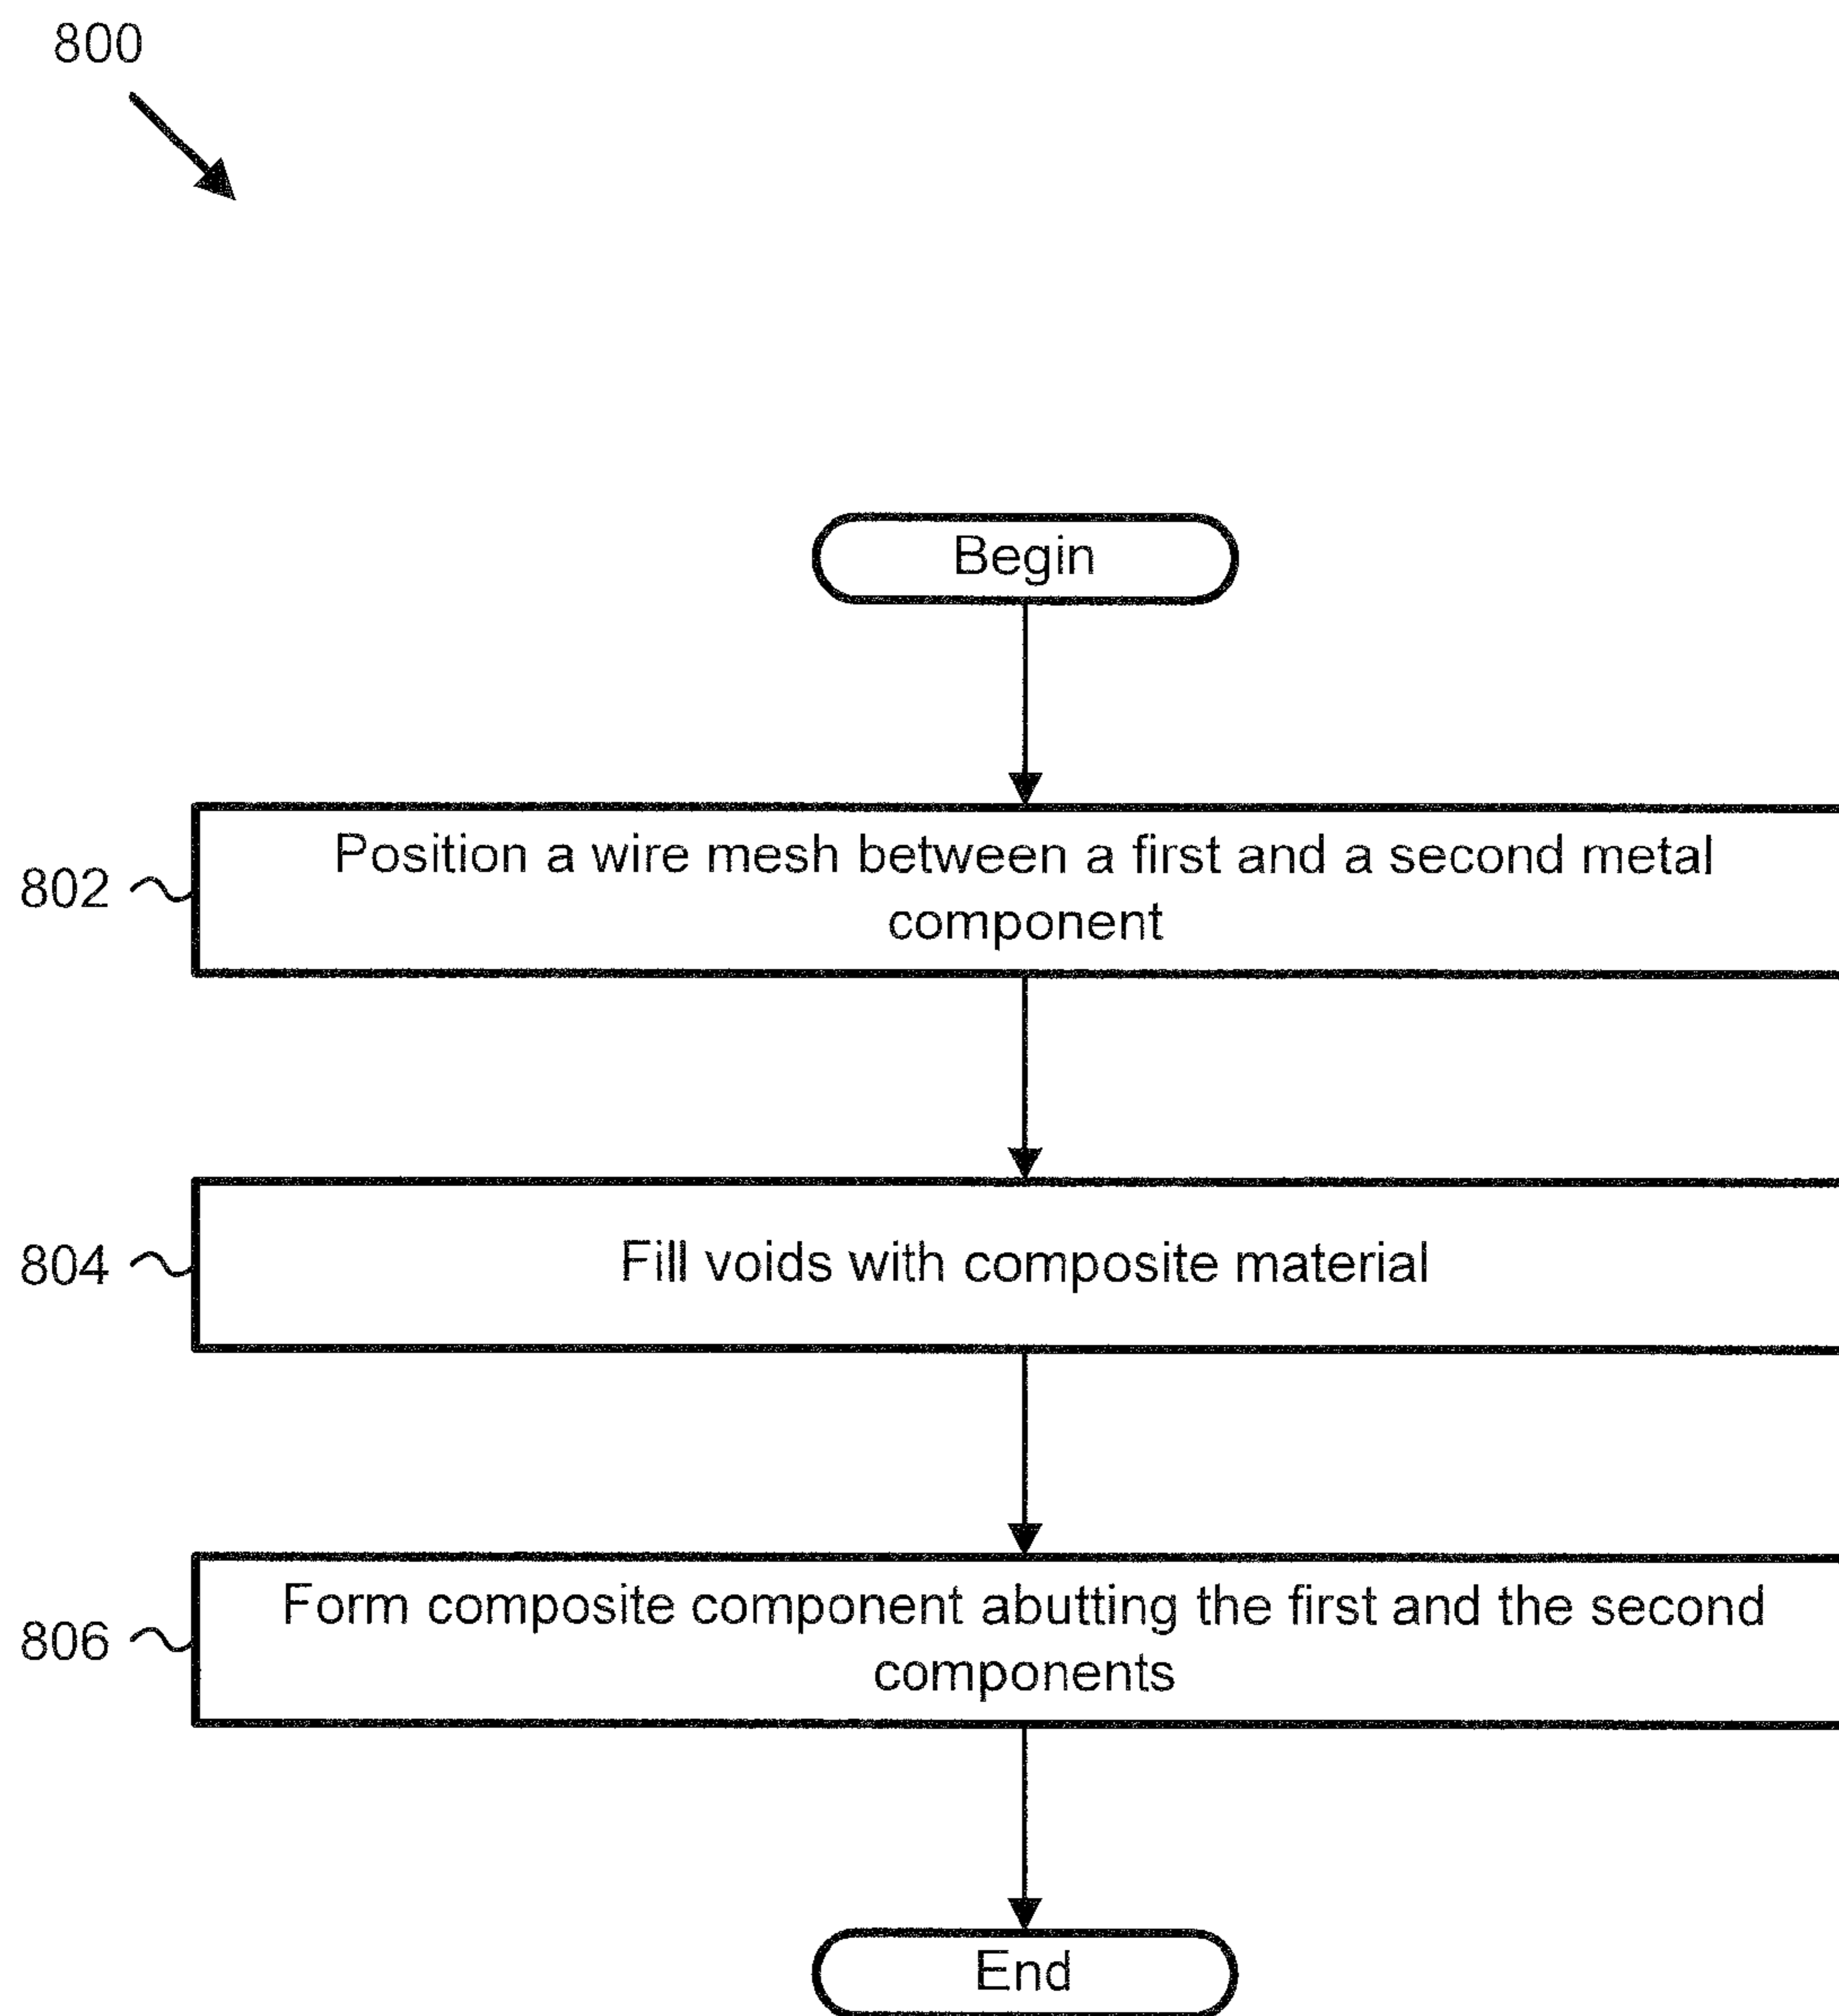 800
Begin
802
Position a wire mesh between a first and a second metal
component
804
Fill voids with composite material
806
Form composite component abutting the first and the second
components
End